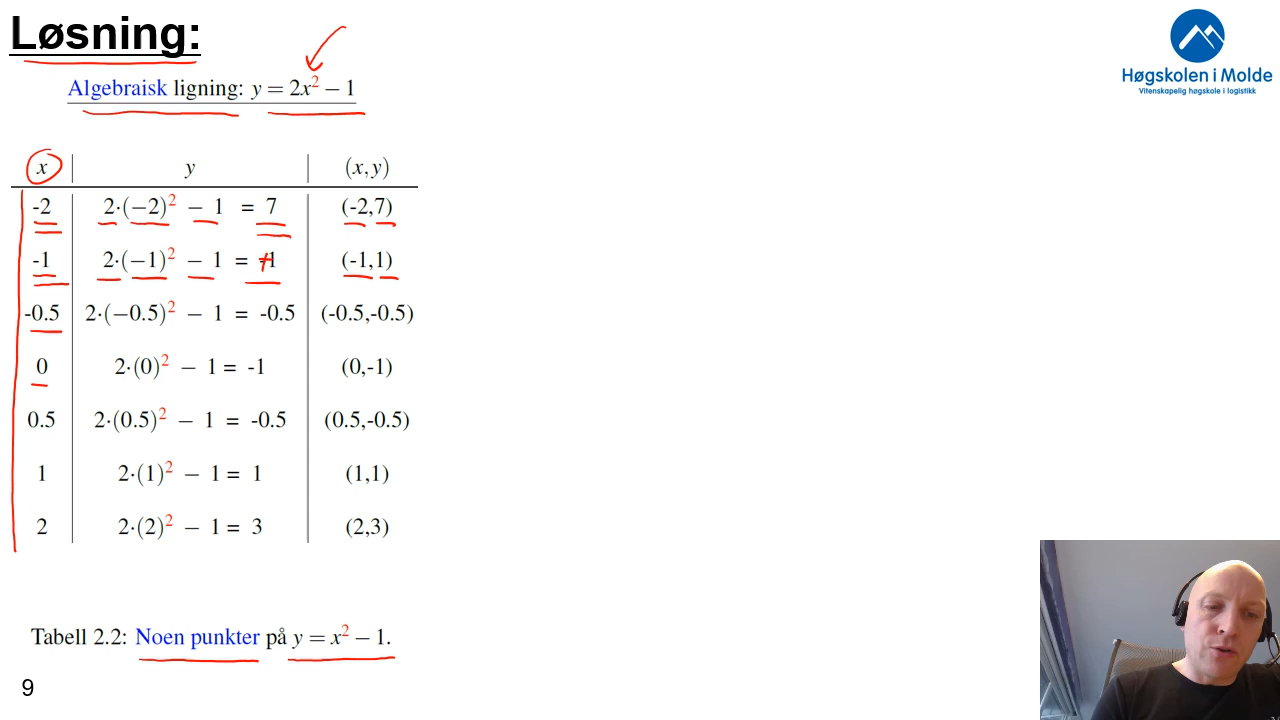 Løsning:
Høgskolen i Molde
Vitenskapelig høgskole i logistikk
Algebraisk ligning: y = 2x² − 1
x y (x, y)
-2 2·(−2)² − 1 = 7 (-2,7)
-1 2·(−1)² − 1 = +1 (-1,1)
-0.5 2·(−0.5)² − 1 = -0.5 (-0.5,-0.5)
0 2·(0)² − 1 = -1 (0,-1)
0.5 2·(0.5)² − 1 = -0.5 (0.5,-0.5)
1 2·(1)² − 1 = 1 (1,1)
2 2·(2)² − 1 = 3 (2,3)
Tabell 2.2: Noen punkter på y = x² − 1.
9